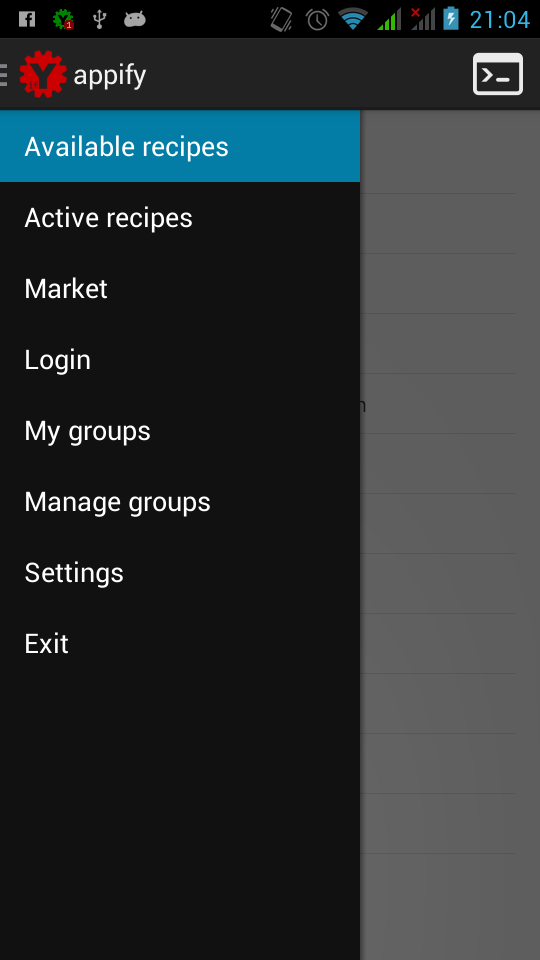 21:04
appify
Available recipes
Active recipes
Market
Login
My groups
Manage groups
Settings
Exit